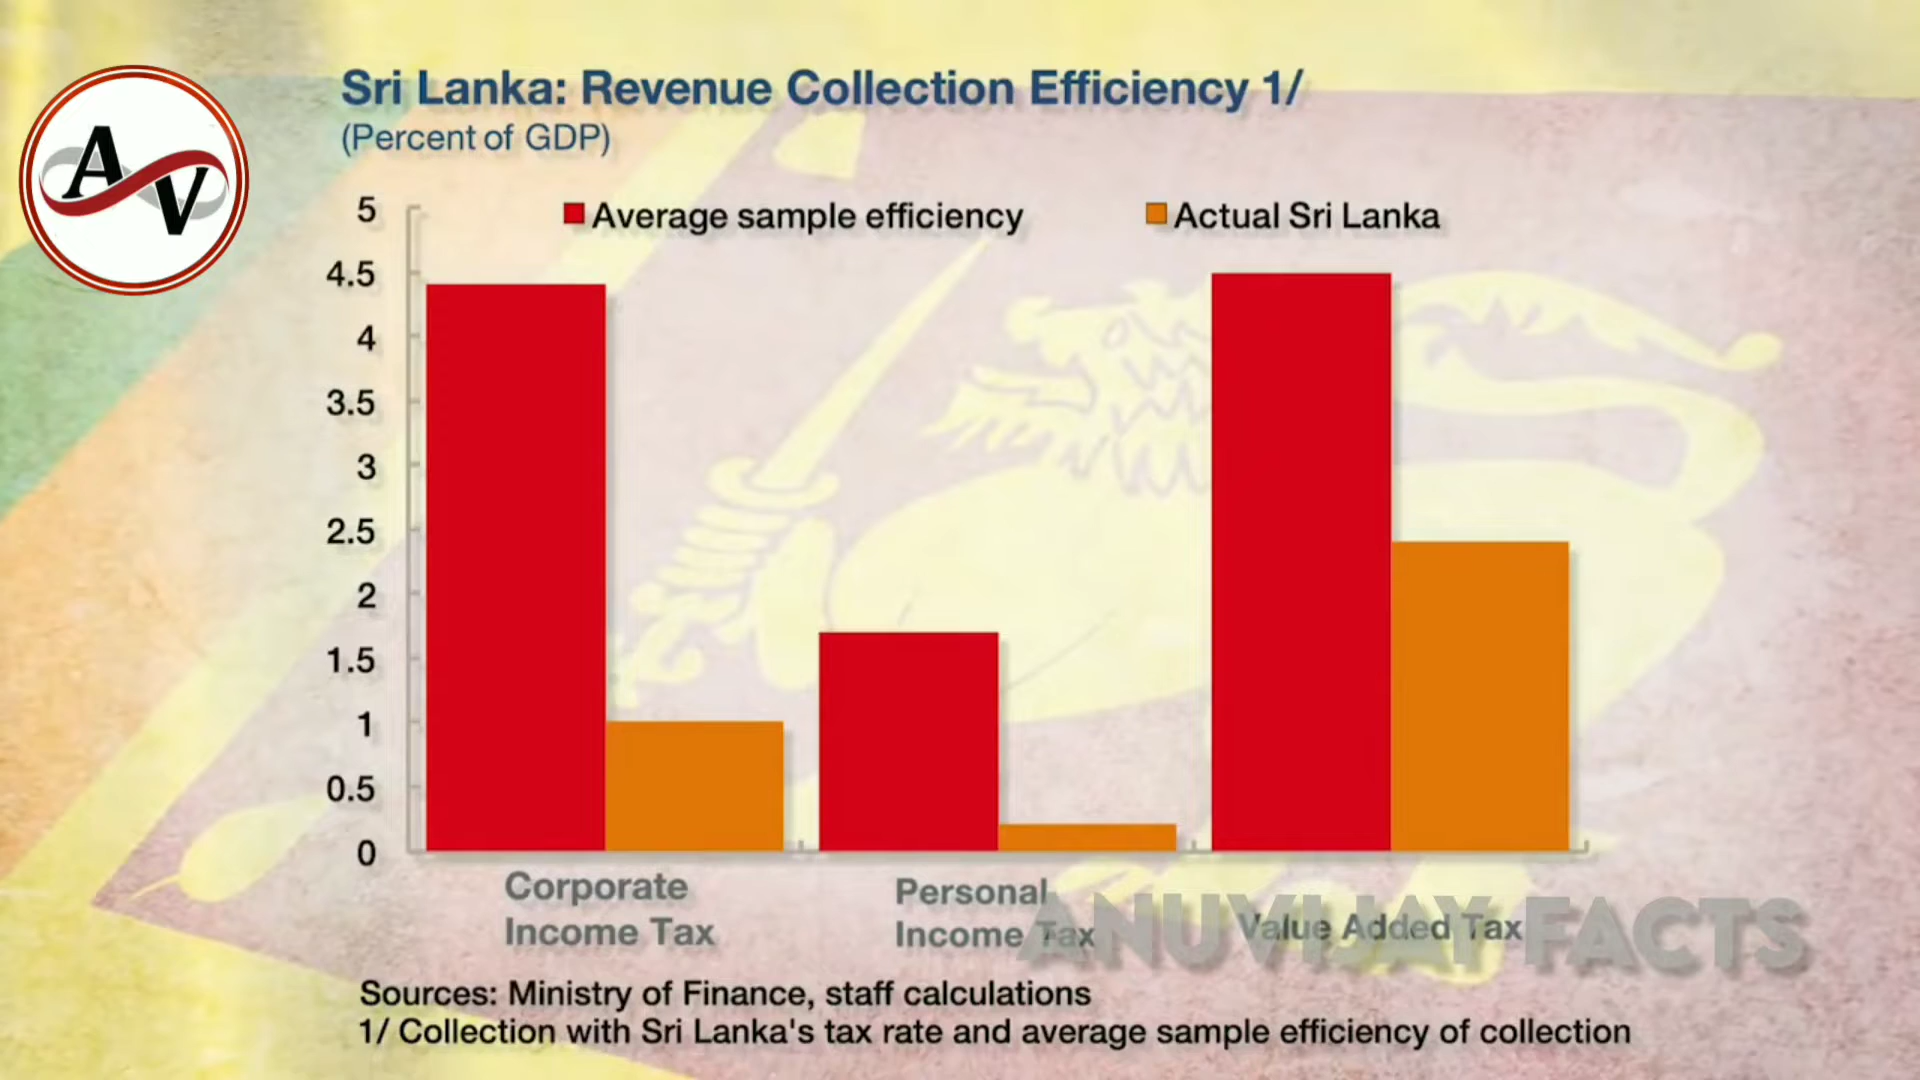 AV
Sri Lanka: Revenue Collection Efficiency 1/
(Percent of GDP)
Average sample efficiency
Actual Sri Lanka
5
4.5
4
3.5
3
2.5
2
1.5
1
0.5
0
Corporate
Income Tax
Personal
Income Tax
Value Added Tax
ANUVIJAY FACTS
Sources: Ministry of Finance, staff calculations
1/ Collection with Sri Lanka's tax rate and average sample efficiency of collection